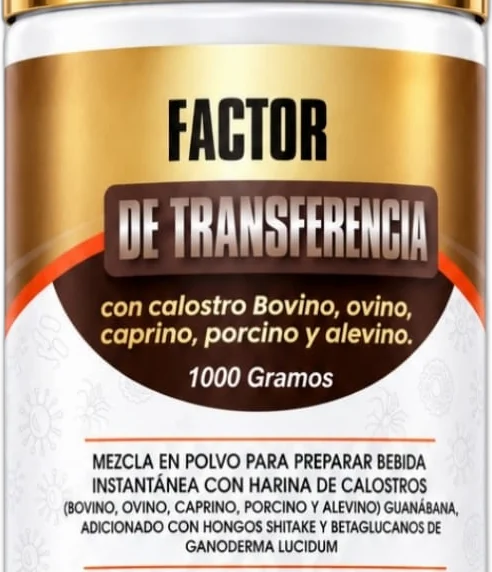 FACTOR
DE TRANSFERENCIA
con calostro Bovino, ovino,
caprino, porcino y alevino.
1000 Gramos
MEZCLA EN POLVO PARA PREPARAR BEBIDA
INSTANTÁNEA CON HARINA DE CALOSTROS
(BOVINO, OVINO, CAPRINO, PORCINO Y ALEVINO) GUANÁBANA,
ADICIONADO CON HONGOS SHITAKE Y BETAGLUCANOS DE
GANODERMA LUCIDUM